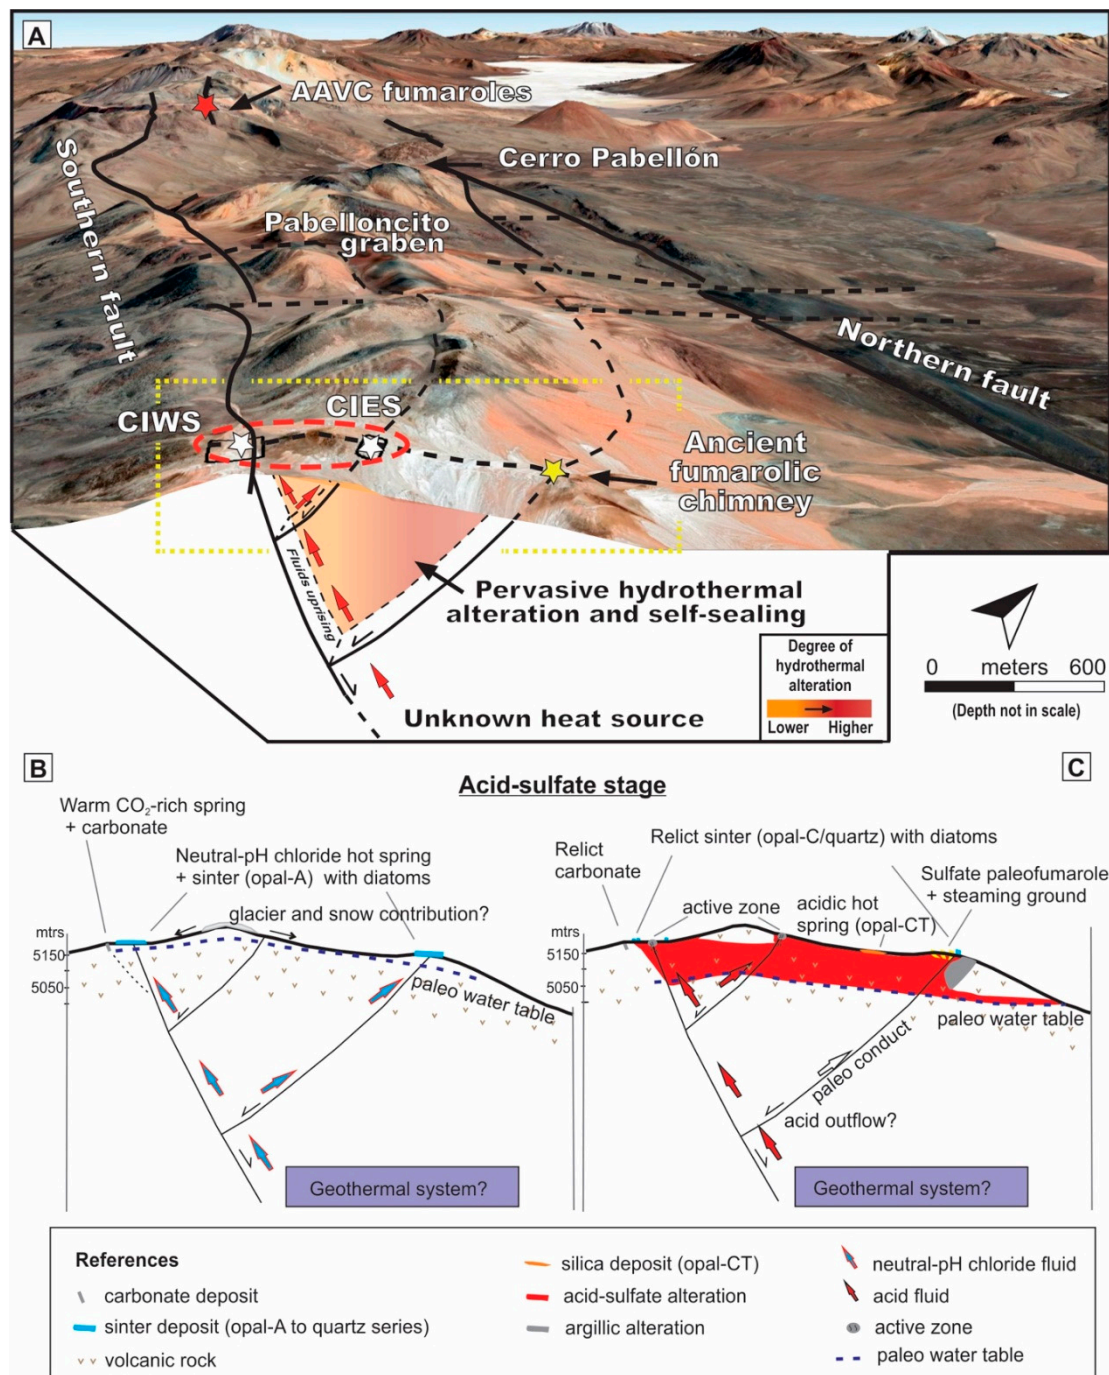 A
AAVC fumaroles
Cerro Pabellón
Southern fault
Pabelloncito
graben
Northern fault
CIWS
CIES
Ancient
fumarolic
chimney
Fluids uprising
Pervasive hydrothermal
alteration and self-sealing
Unknown heat source
Degree of
hydrothermal
alteration
Lower Higher
0 meters 600
(Depth not in scale)
B
Acid-sulfate stage
C
Warm CO₂-rich spring
+ carbonate
Neutral-pH chloride hot spring
+ sinter (opal-A) with diatoms
glacier and snow contribution?
mtrs
5150
5050
paleo water table
Geothermal system?
Relict sinter (opal-C/quartz) with diatoms
Relict
carbonate
Sulfate paleofumarole
+ steaming ground
active zone
acidic hot
spring (opal-CT)
mtrs
5150
5050
paleo water table
paleo conduct
acid outflow?
Geothermal system?
References
carbonate deposit
sinter deposit (opal-A to quartz series)
volcanic rock
silica deposit (opal-CT)
acid-sulfate alteration
argillic alteration
neutral-pH chloride fluid
acid fluid
active zone
paleo water table